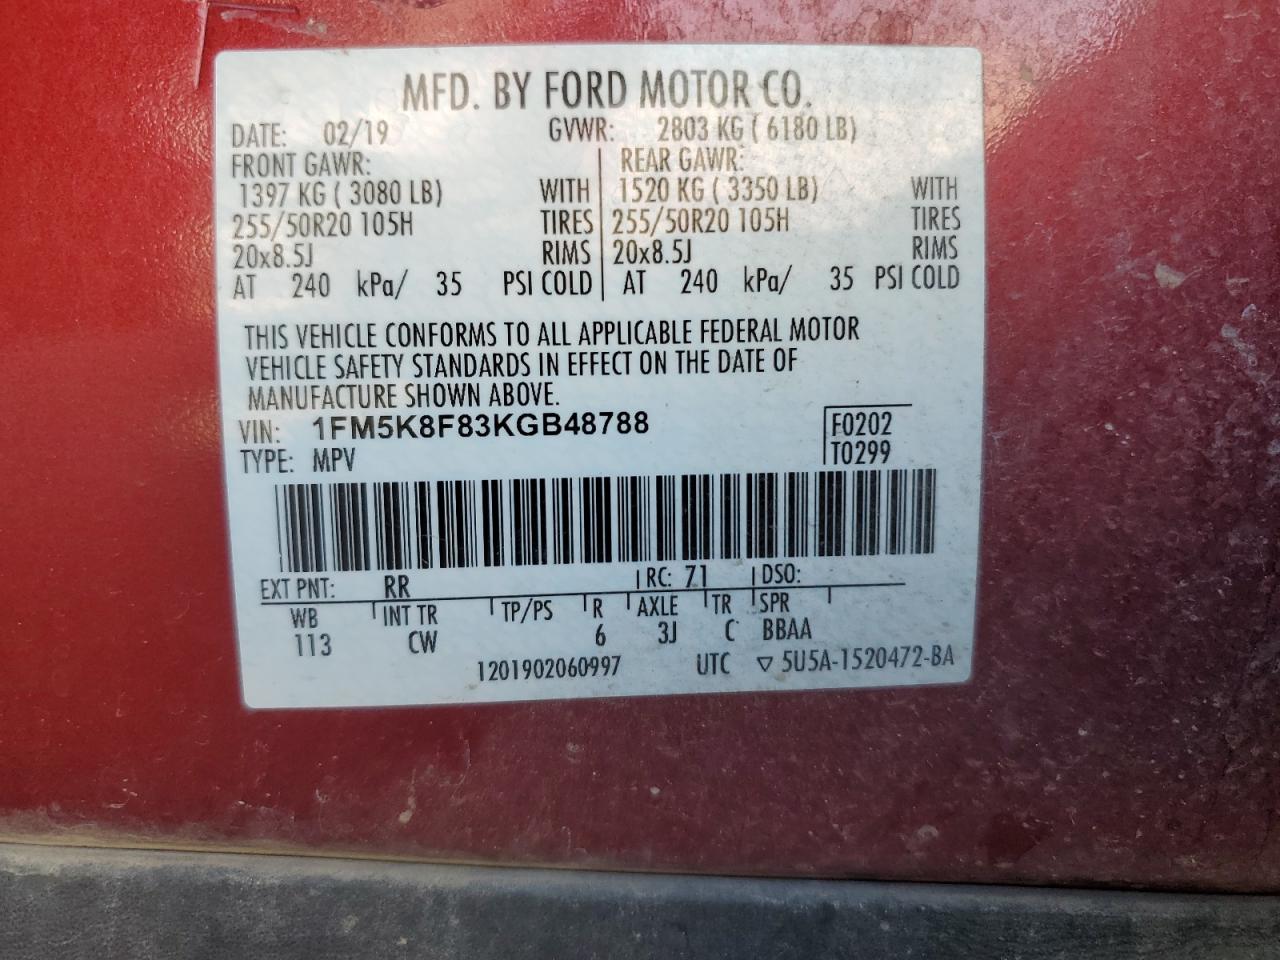 MFD. BY FORD MOTOR CO.
DATE: 02/19 GVWR: 2803 KG ( 6180 LB)
FRONT GAWR: REAR GAWR:
1397 KG ( 3080 LB) WITH 1520 KG ( 3350 LB) WITH
255/50R20 105H TIRES 255/50R20 105H TIRES
20x8.5J RIMS 20x8.5J RIMS
AT 240 kPa/ 35 PSI COLD AT 240 kPa/ 35 PSI COLD
THIS VEHICLE CONFORMS TO ALL APPLICABLE FEDERAL MOTOR
VEHICLE SAFETY STANDARDS IN EFFECT ON THE DATE OF
MANUFACTURE SHOWN ABOVE.
VIN: 1FM5K8F83KGB48788 F0202
TYPE: MPV T0299
EXT PNT: RR RC: 71 DSO:
WB INT TR TP/PS R AXLE TR SPR
113 CW 6 3J C BBAA
1201902060997 UTC ▽ 5U5A-1520472-BA